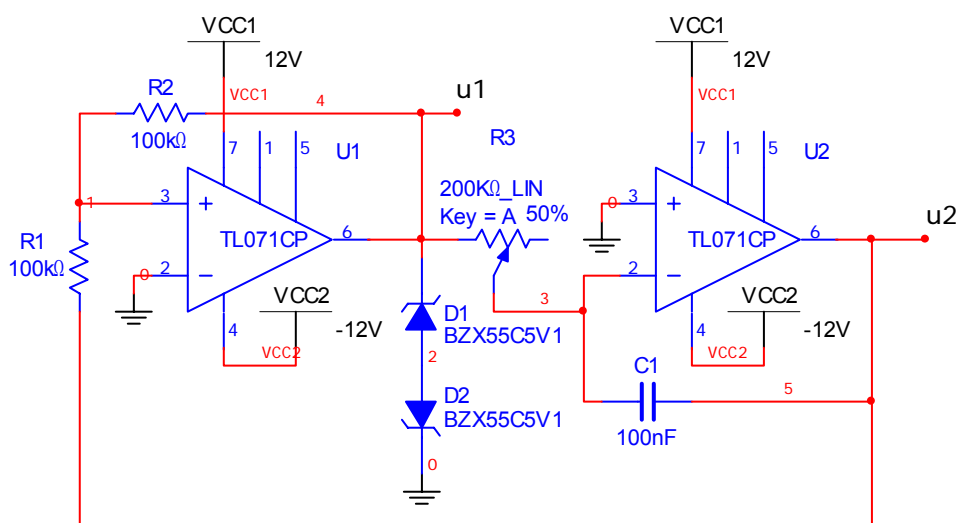 VCC1
12V
VCC1
12V
R2
VCC1
4
u1
VCC1
100kΩ
R3
7
1
5
U1
7
1
5
U2
200KΩ_LIN
Key = A
50%
1
3
+
0
3
+
u2
R1
TL071CP
6
TL071CP
6
100kΩ
0
2
−
2
−
VCC2
3
VCC2
D1
4
-12V
BZX55C5V1
4
-12V
VCC2
2
C1
VCC2
5
D2
BZX55C5V1
100nF
0